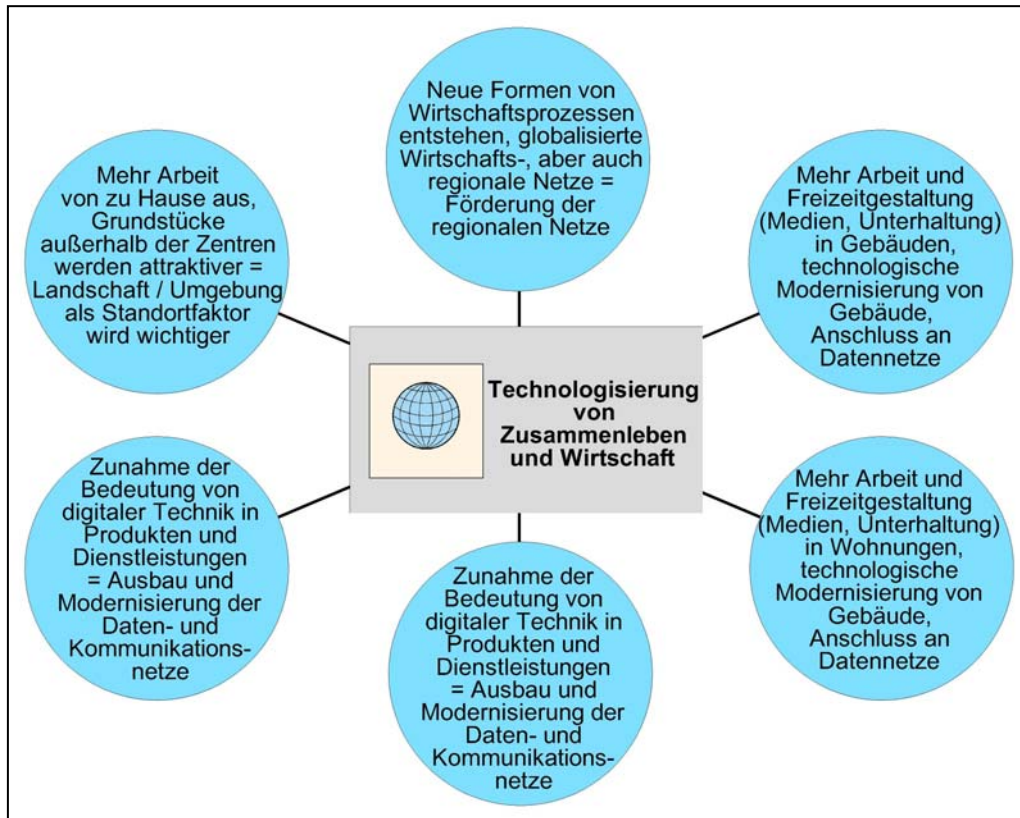 Neue Formen von
Wirtschaftsprozessen
entstehen, globalisierte
Wirtschafts-, aber auch
regionale Netze =
Förderung der
regionalen Netze
Mehr Arbeit
von zu Hause aus,
Grundstücke
außerhalb der Zentren
werden attraktiver =
Landschaft / Umgebung
als Standortfaktor
wird wichtiger
Mehr Arbeit und
Freizeitgestaltung
(Medien, Unterhaltung)
in Gebäuden,
technologische
Modernisierung von
Gebäude,
Anschluss an
Datennetze
Technologisierung
von
Zusammenleben
und Wirtschaft
Zunahme der
Bedeutung von
digitaler Technik in
Produkten und
Dienstleistungen
= Ausbau und
Modernisierung der
Daten- und
Kommunikations-
netze
Zunahme der
Bedeutung von
digitaler Technik in
Produkten und
Dienstleistungen
= Ausbau und
Modernisierung der
Daten- und
Kommunikations-
netze
Mehr Arbeit und
Freizeitgestaltung
(Medien, Unterhaltung)
in Wohnungen,
technologische
Modernisierung von
Gebäude,
Anschluss an
Datennetze